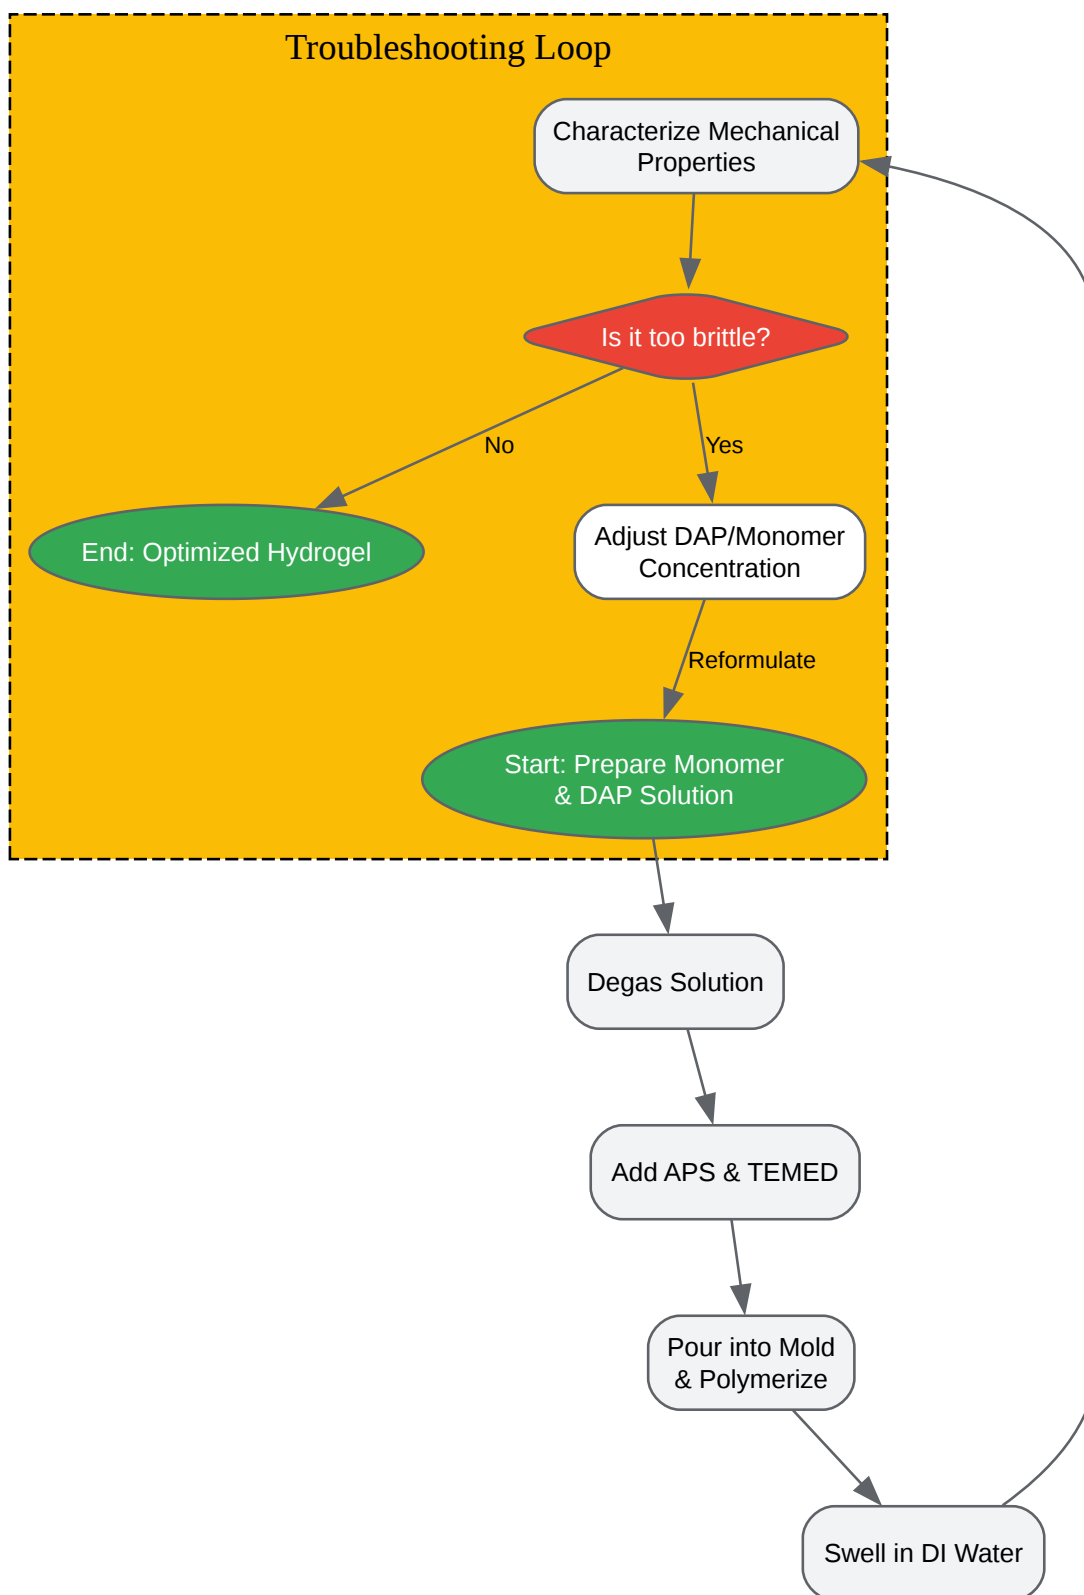 Troubleshooting Loop
Characterize Mechanical
Properties
Is it too brittle?
No
Yes
End: Optimized Hydrogel
Adjust DAP/Monomer
Concentration
Reformulate
Start: Prepare Monomer
& DAP Solution
Degas Solution
Add APS & TEMED
Pour into Mold
& Polymerize
Swell in DI Water